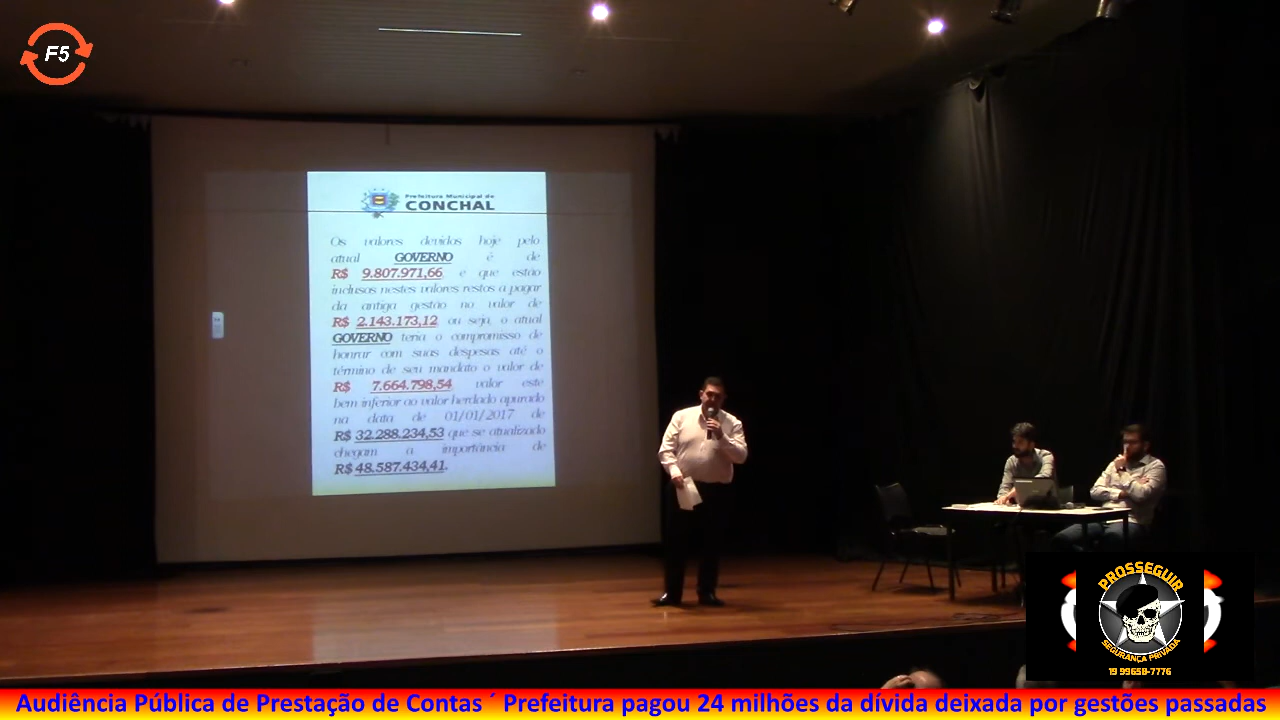 F5
Prefeitura Municipal de
CONCHAL
Os valores devidos hoje pelo
atual GOVERNO é de
R$ 9.807.971,66 e que estão
inclusos nestes valores restos a pagar
da antiga gestão no valor de
R$ 2.143.173,12 ou seja, o atual
GOVERNO teria o compromisso de
honrar com suas despesas até o
término de seu mandato o valor de
R$ 7.664.798,54 valor este
bem inferior ao valor herdado apurado
na data de 01/01/2017 de
R$ 32.288.234,53 que se atualizado
chegam a importância de
R$ 48.587.434,41.
PROSSEGUIR
SEGURANÇA PRIVADA
19 99658-7776
Audiência Pública de Prestação de Contas ´ Prefeitura pagou 24 milhões da dívida deixada por gestões passadas